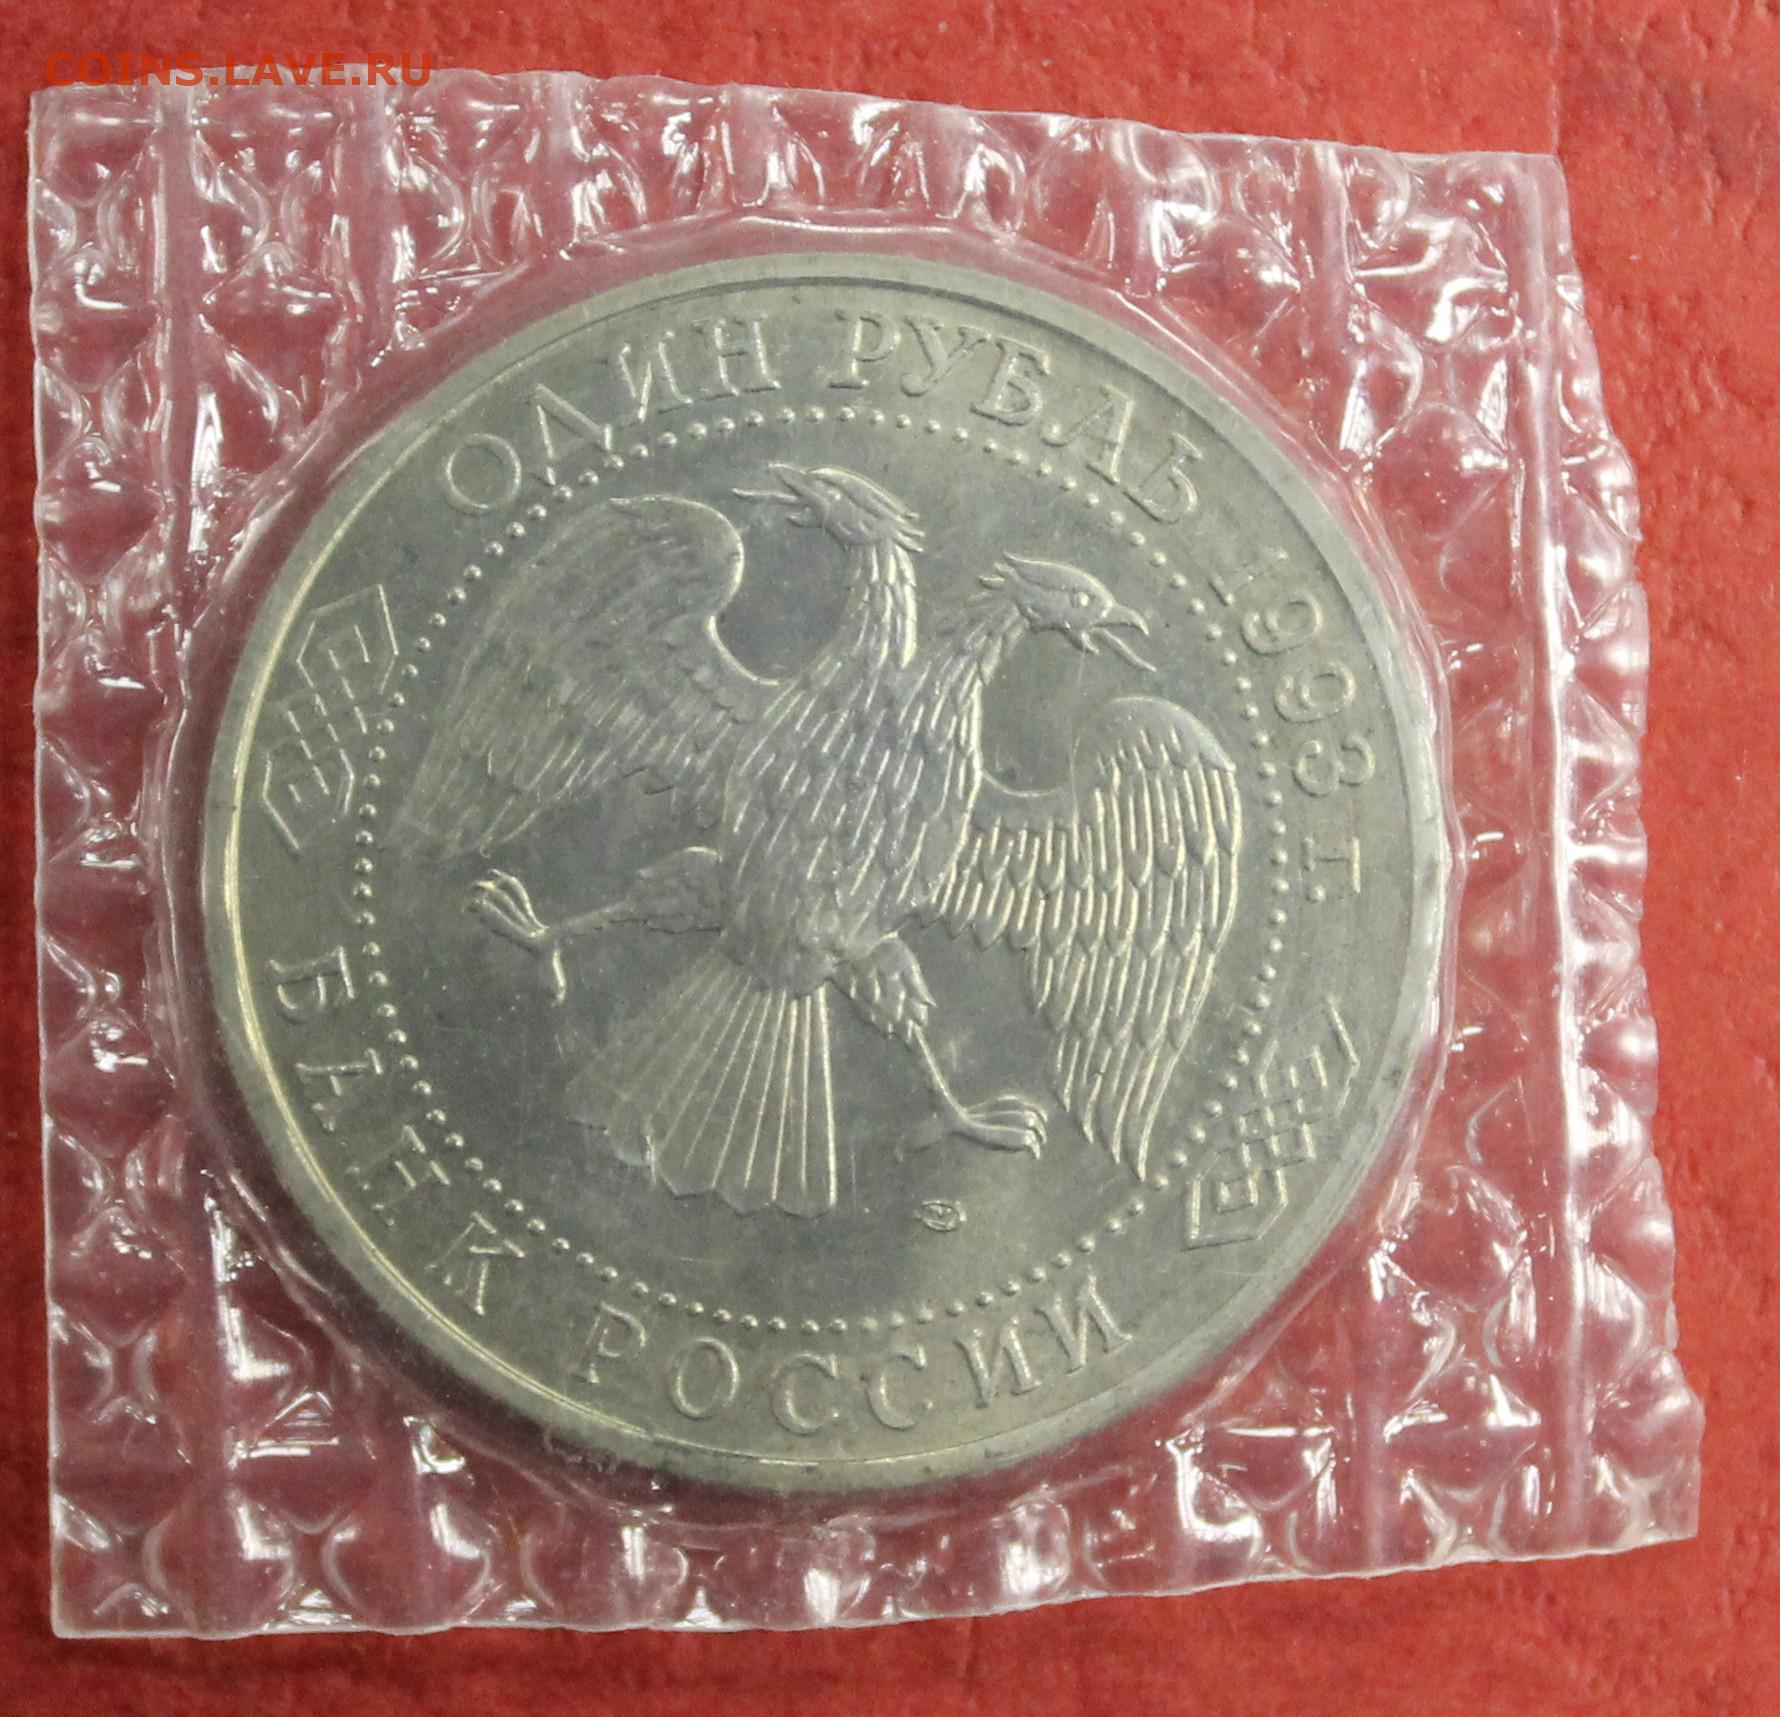 COINS.LAVE.RU
ОДИН РУБЛЬ 1993 Г.
БАНК РОССИИ